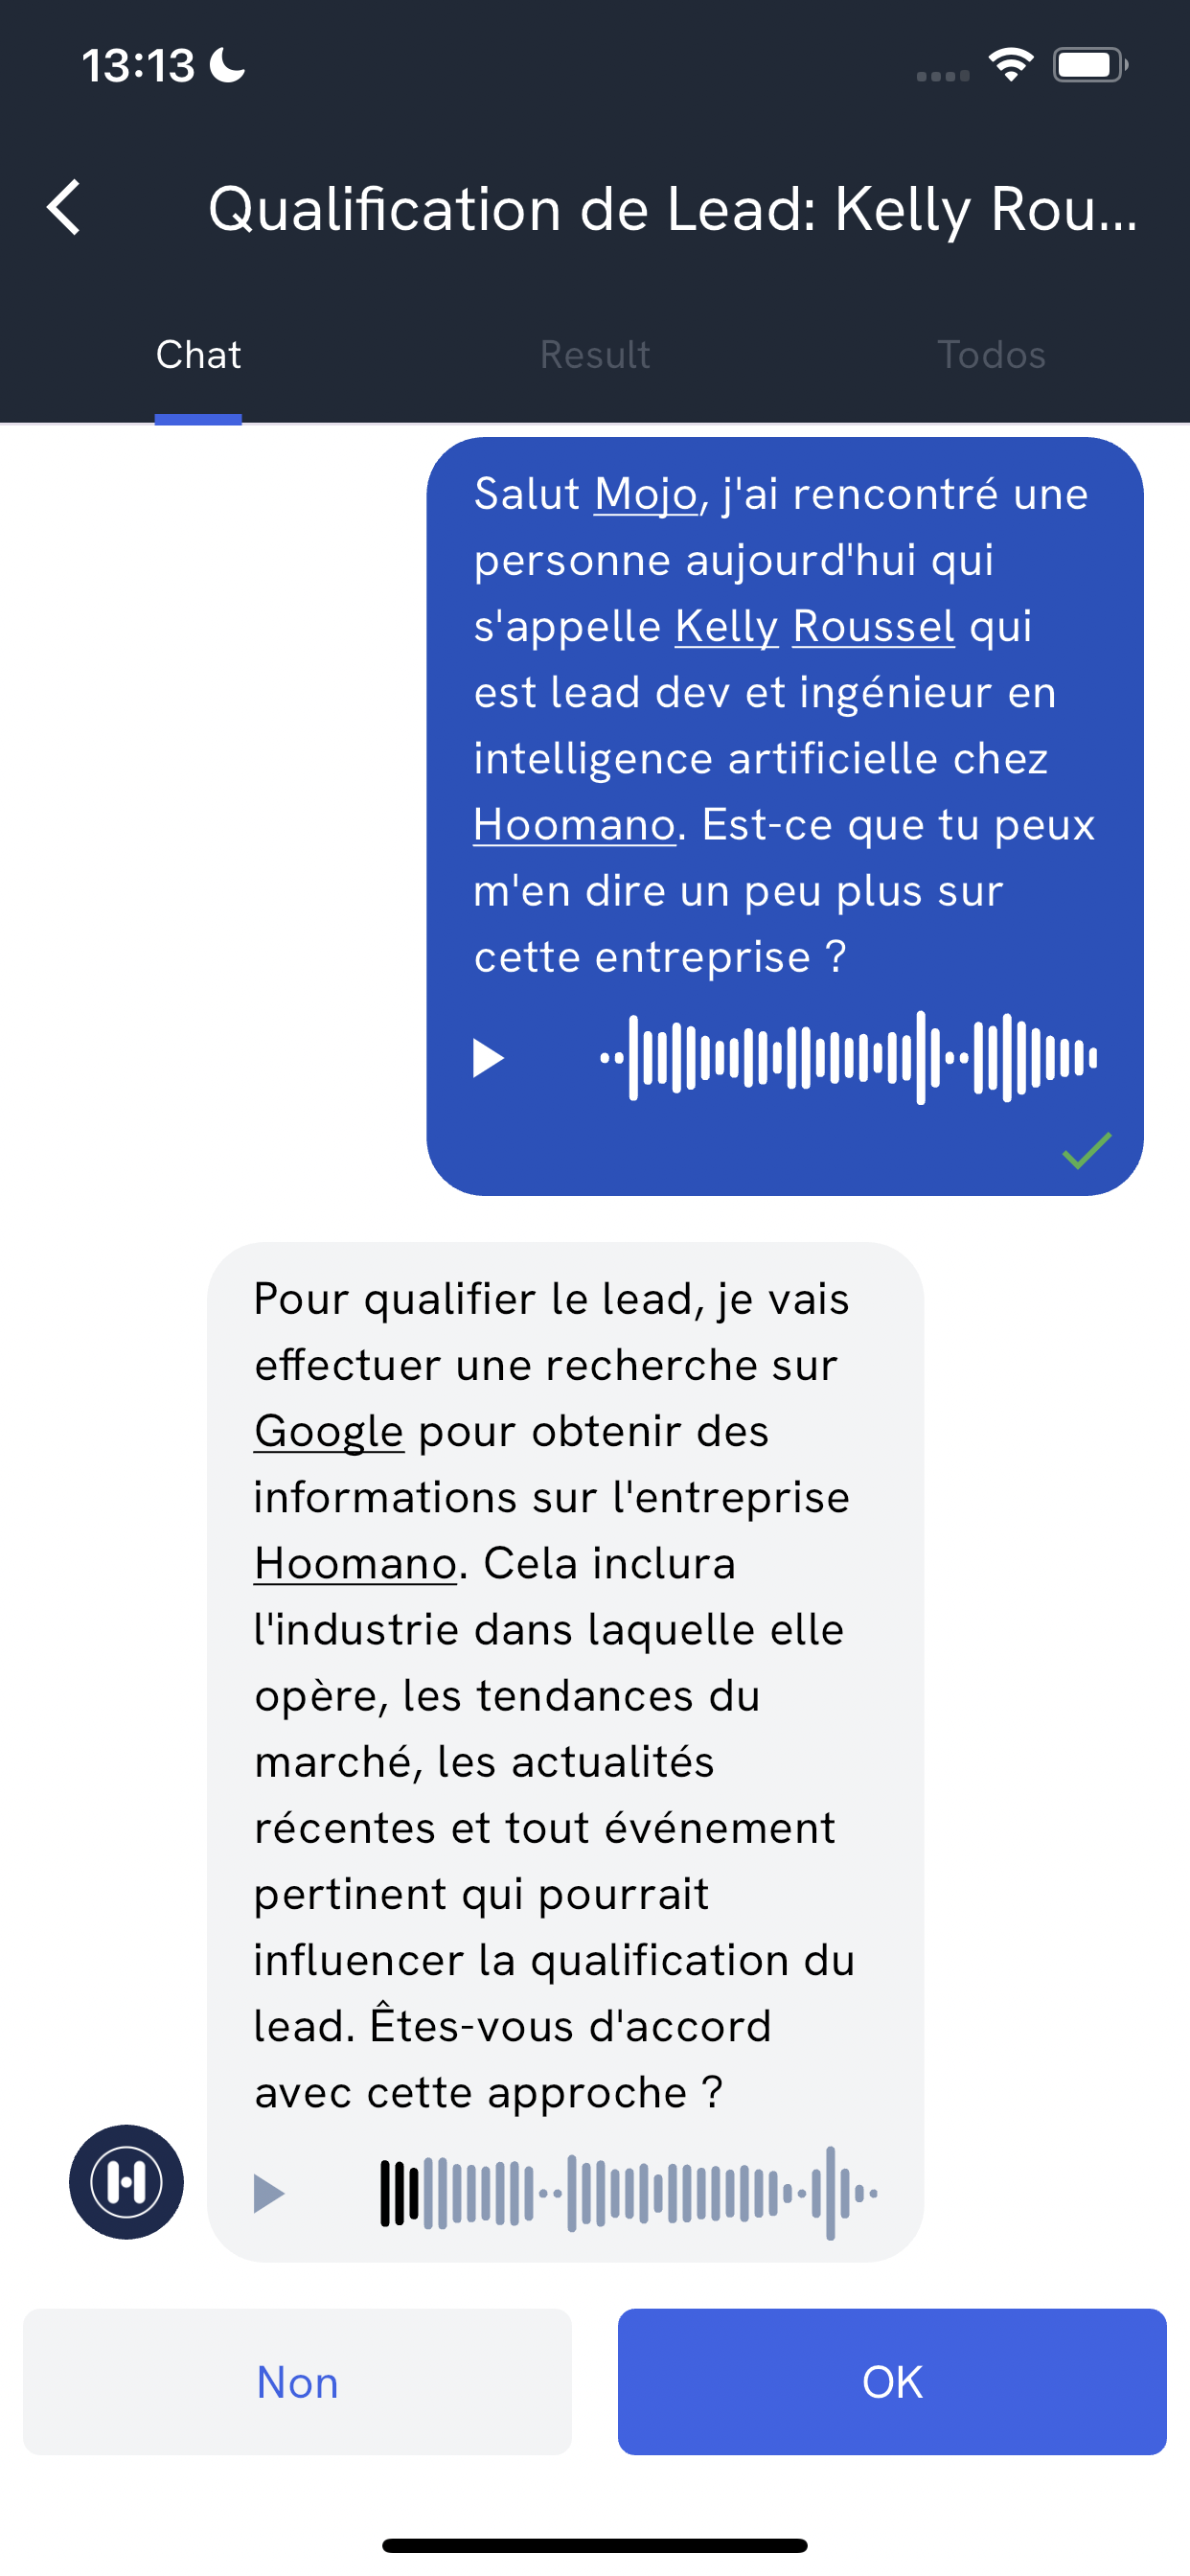 13:13
Qualification de Lead: Kelly Rou...
Chat
Result
Todos
Salut Mojo, j'ai rencontré une
personne aujourd'hui qui
s'appelle Kelly Roussel qui
est lead dev et ingénieur en
intelligence artificielle chez
Hoomano. Est-ce que tu peux
m'en dire un peu plus sur
cette entreprise ?
Pour qualifier le lead, je vais
effectuer une recherche sur
Google pour obtenir des
informations sur l'entreprise
Hoomano. Cela inclura
l'industrie dans laquelle elle
opère, les tendances du
marché, les actualités
récentes et tout événement
pertinent qui pourrait
influencer la qualification du
lead. Êtes-vous d'accord
avec cette approche ?
Non
OK